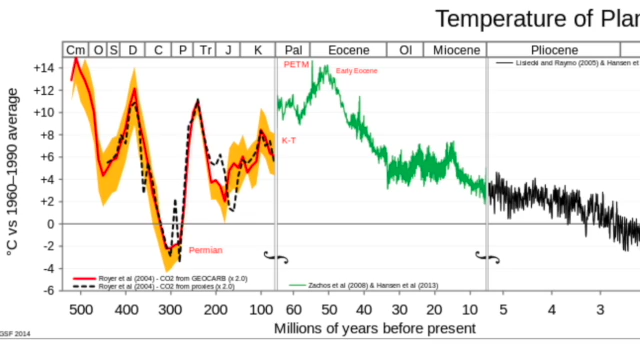 Temperature of Plan
Cm O S D C P Tr J K Pal Eocene Ol Miocene Pliocene
+14
+12
+10
+8
+6
+4
+2
0
-2
-4
-6
°C vs 1960–1990 average
PETM
Early Eocene
K-T
Permian
Lisiecki and Raymo (2005) & Hansen et
Royer et al (2004) - CO2 from GEOCARB (x 2.0)
Royer et al (2004) - CO2 from proxies (x 2.0)
Zachos et al (2008) & Hansen et al (2013)
500 400 300 200 100 60 50 40 30 20 10 5 4 3
Millions of years before present
GSF 2014